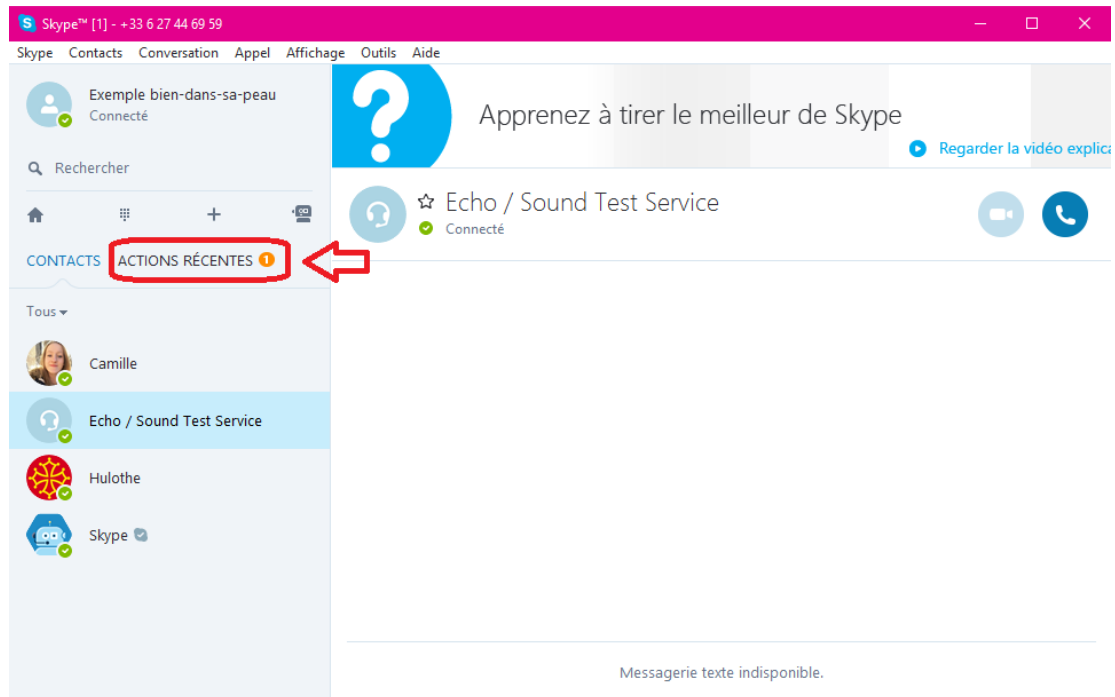 Skype™ [1] - +33 6 27 44 69 59
Skype Contacts Conversation Appel Affichage Outils Aide
Exemple bien-dans-sa-peau
Connecté
Rechercher
CONTACTS ACTIONS RÉCENTES 1
Tous
Camille
Echo / Sound Test Service
Hulothe
Skype
Apprenez à tirer le meilleur de Skype
Regarder la vidéo explica
Echo / Sound Test Service
Connecté
Messagerie texte indisponible.